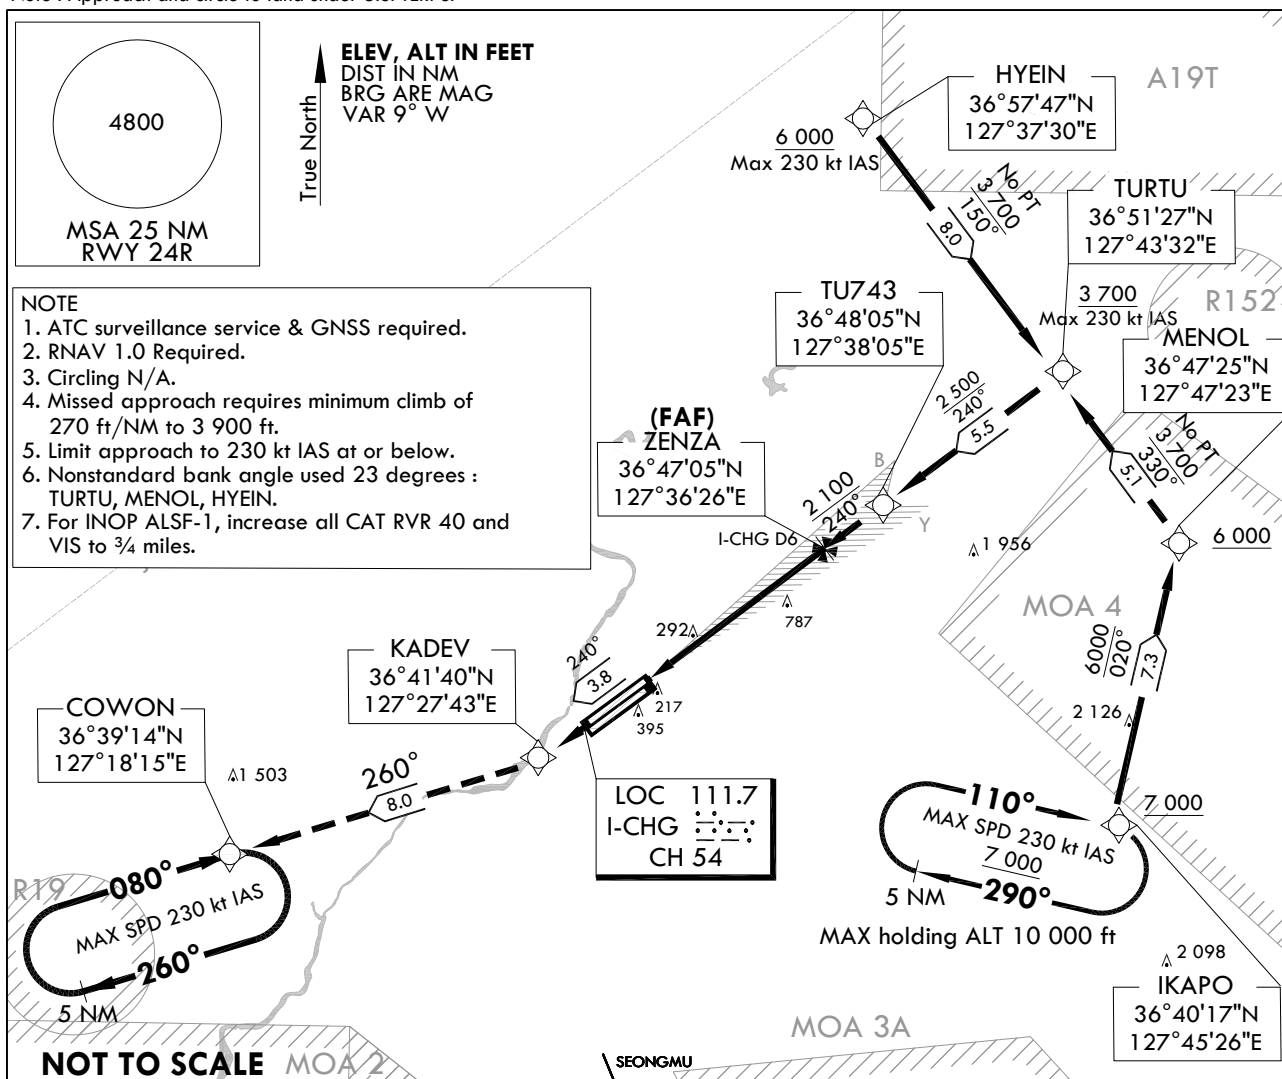 4800
MSA 25 NM
RWY 24R
True North
ELEV, ALT IN FEET
DIST IN NM
BRG ARE MAG
VAR 9° W
HYEIN
36°57'47"N
127°37'30"E
A19T
6 000
Max 230 kt IAS
No PT
3 700
150°
8.0
TURTU
36°51'27"N
127°43'32"E
3 700
Max 230 kt IAS
R152
TU743
36°48'05"N
127°38'05"E
MENOL
36°47'25"N
127°47'23"E
NOTE
1. ATC surveillance service & GNSS required.
2. RNAV 1.0 Required.
3. Circling N/A.
4. Missed approach requires minimum climb of
270 ft/NM to 3 900 ft.
5. Limit approach to 230 kt IAS at or below.
6. Nonstandard bank angle used 23 degrees :
TURTU, MENOL, HYEIN.
7. For INOP ALSF-1, increase all CAT RVR 40 and
VIS to ¾ miles.
2 500
240°
5.5
(FAF)
ZENZA
36°47'05"N
127°36'26"E
No PT
3 700
330°
5.1
B
Y
2 100
240°
I-CHG D6
1 956
6 000
787
292
MOA 4
6000
020°
7.3
KADEV
36°41'40"N
127°27'43"E
240°
3.8
217
395
2 126
COWON
36°39'14"N
127°18'15"E
1 503
260°
8.0
LOC 111.7
I-CHG
CH 54
110°
MAX SPD 230 kt IAS
7 000
290°
5 NM
7 000
MAX holding ALT 10 000 ft
R19
080°
MAX SPD 230 kt IAS
260°
5 NM
2 098
IKAPO
36°40'17"N
127°45'26"E
MOA 3A
NOT TO SCALE
MOA 2
SEONGMU